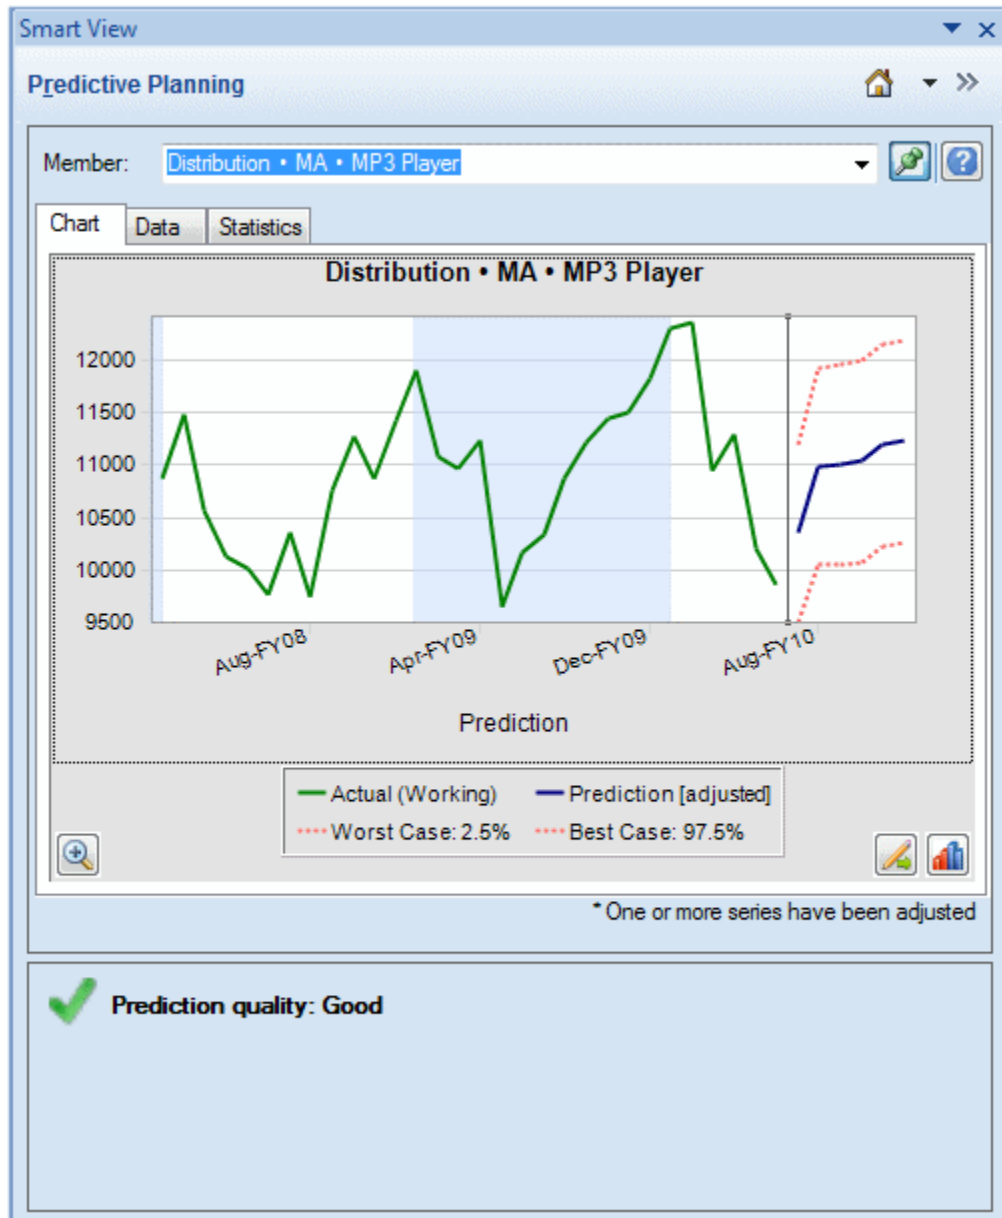 Smart View
Predictive Planning
Member: Distribution • MA • MP3 Player
Chart Data Statistics
Distribution • MA • MP3 Player
12000
11500
11000
10500
10000
9500
Aug-FY08 Apr-FY09 Dec-FY09 Aug-FY10
Prediction
Actual (Working) Prediction [adjusted]
Worst Case: 2.5% Best Case: 97.5%
* One or more series have been adjusted
Prediction quality: Good